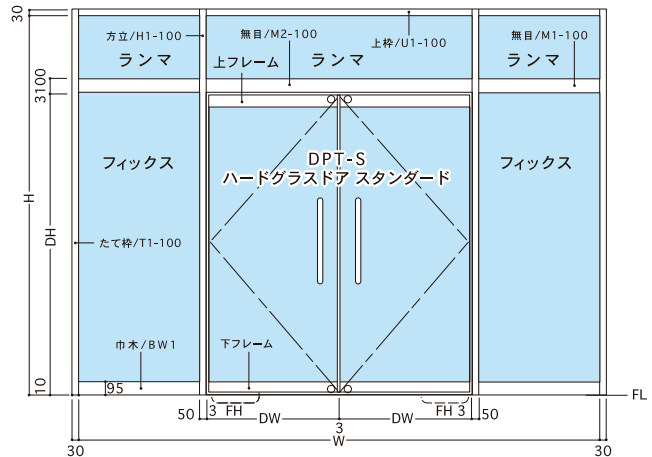 30
方立/H1-100
無目/M2-100
上枠/U1-100
無目/M1-100
ランマ
ランマ
ランマ
上フレーム
3100
フィックス
DPT-S
ハードグラスドア スタンダード
フィックス
H
DH
たて枠/T1-100
巾木/BW1
下フレーム
10
95
FL
50
3
FH
DW
3
DW
FH
3
50
30
W
30